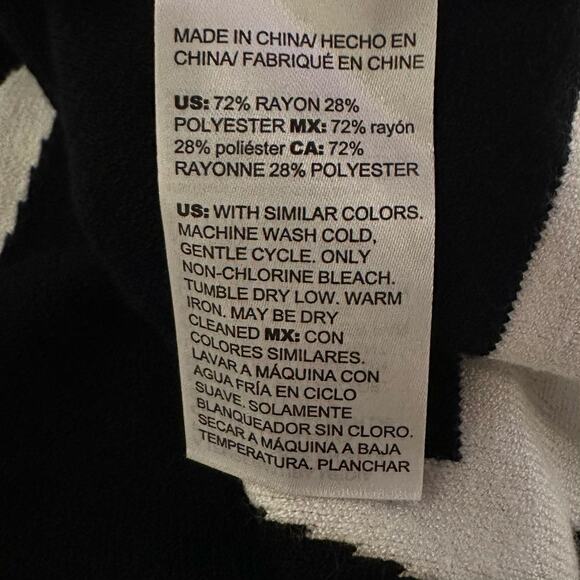 MADE IN CHINA/ HECHO EN
CHINA/ FABRIQUÉ EN CHINE
US: 72% RAYON 28%
POLYESTER MX: 72% rayón
28% poliéster CA: 72%
RAYONNE 28% POLYESTER
US: WITH SIMILAR COLORS.
MACHINE WASH COLD,
GENTLE CYCLE. ONLY
NON-CHLORINE BLEACH.
TUMBLE DRY LOW. WARM
IRON. MAY BE DRY
CLEANED MX: CON
COLORES SIMILARES.
LAVAR A MÁQUINA CON
AGUA FRÍA EN CICLO
SUAVE. SOLAMENTE
BLANQUEADOR SIN CLORO.
SECAR A MÁQUINA A BAJA
TEMPERATURA. PLANCHAR